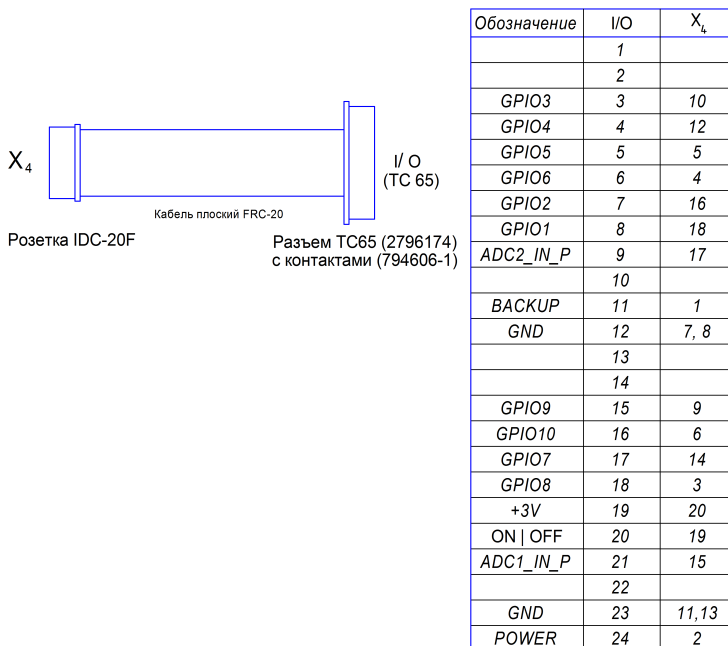 X4
I/ O
(TC 65)
Кабель плоский FRC-20
Розетка IDC-20F
Разъем TC65 (2796174)
с контактами (794606-1)
Обозначение I/O X4
1
2
GPIO3 3 10
GPIO4 4 12
GPIO5 5 5
GPIO6 6 4
GPIO2 7 16
GPIO1 8 18
ADC2_IN_P 9 17
10
BACKUP 11 1
GND 12 7, 8
13
14
GPIO9 15 9
GPIO10 16 6
GPIO7 17 14
GPIO8 18 3
+3V 19 20
ON | OFF 20 19
ADC1_IN_P 21 15
22
GND 23 11,13
POWER 24 2